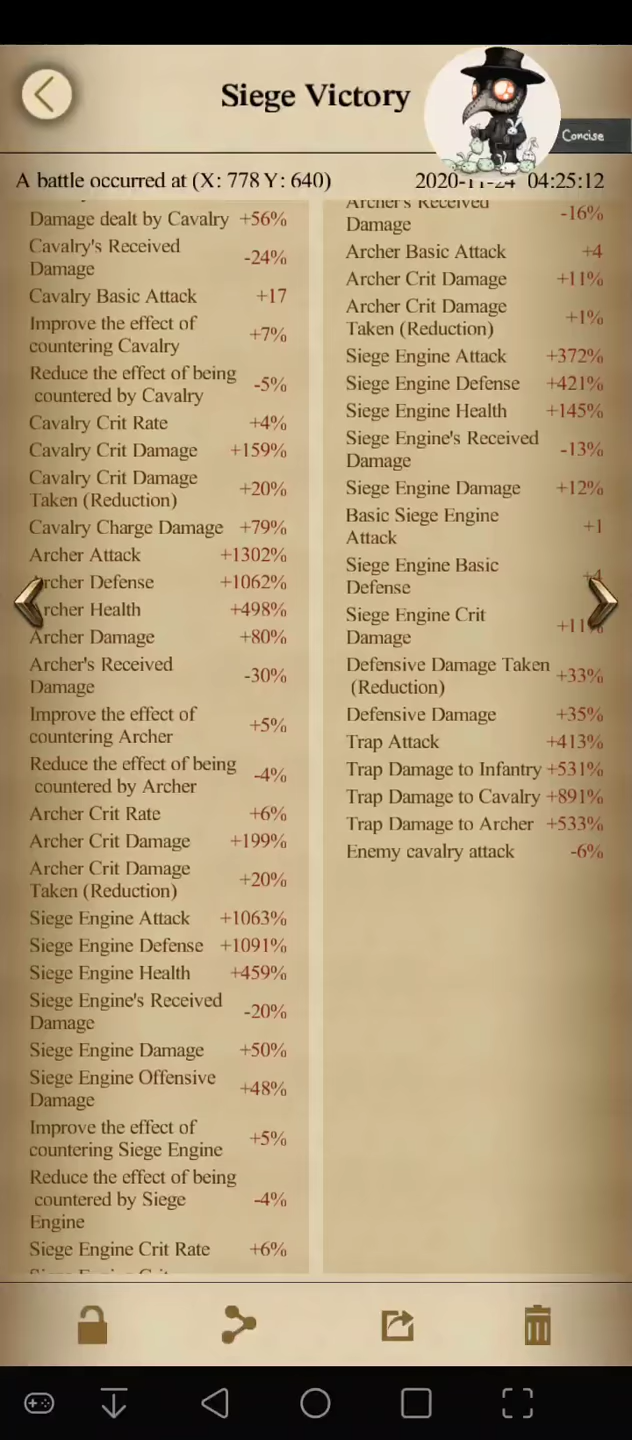 Siege Victory
Concise
A battle occurred at (X: 778 Y: 640)
2020-11-24 04:25:12
Damage dealt by Cavalry +56%
Cavalry's Received
Damage -24%
Cavalry Basic Attack +17
Improve the effect of
countering Cavalry +7%
Reduce the effect of being
countered by Cavalry -5%
Cavalry Crit Rate +4%
Cavalry Crit Damage +159%
Cavalry Crit Damage
Taken (Reduction) +20%
Cavalry Charge Damage +79%
Archer Attack +1302%
Archer Defense +1062%
Archer Health +498%
Archer Damage +80%
Archer's Received
Damage -30%
Improve the effect of
countering Archer +5%
Reduce the effect of being
countered by Archer -4%
Archer Crit Rate +6%
Archer Crit Damage +199%
Archer Crit Damage
Taken (Reduction) +20%
Siege Engine Attack +1063%
Siege Engine Defense +1091%
Siege Engine Health +459%
Siege Engine's Received
Damage -20%
Siege Engine Damage +50%
Siege Engine Offensive
Damage +48%
Improve the effect of
countering Siege Engine +5%
Reduce the effect of being
countered by Siege
Engine -4%
Siege Engine Crit Rate +6%
Archer's Received
Damage -16%
Archer Basic Attack +4
Archer Crit Damage +11%
Archer Crit Damage
Taken (Reduction) +1%
Siege Engine Attack +372%
Siege Engine Defense +421%
Siege Engine Health +145%
Siege Engine's Received
Damage -13%
Siege Engine Damage +12%
Basic Siege Engine
Attack +1
Siege Engine Basic
Defense +4
Siege Engine Crit
Damage +11%
Defensive Damage Taken
(Reduction) +33%
Defensive Damage +35%
Trap Attack +413%
Trap Damage to Infantry +531%
Trap Damage to Cavalry +891%
Trap Damage to Archer +533%
Enemy cavalry attack -6%